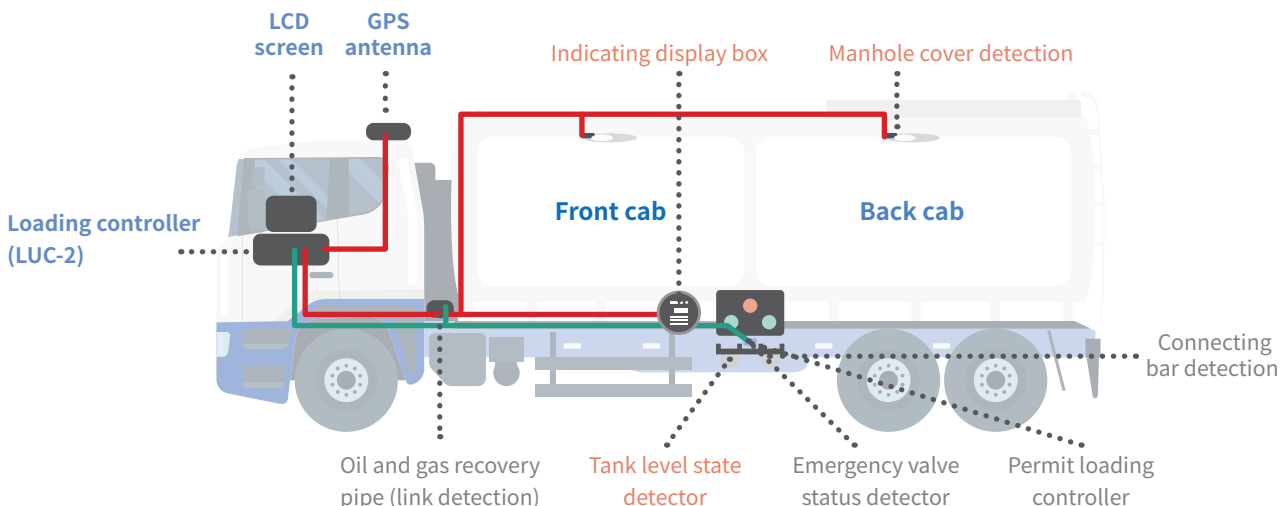 LCD
screen
GPS
antenna
Indicating display box
Manhole cover detection
Loading controller
(LUC-2)
Front cab
Back cab
Connecting
bar detection
Oil and gas recovery
pipe (link detection)
Tank level state
detector
Emergency valve
status detector
Permit loading
controller